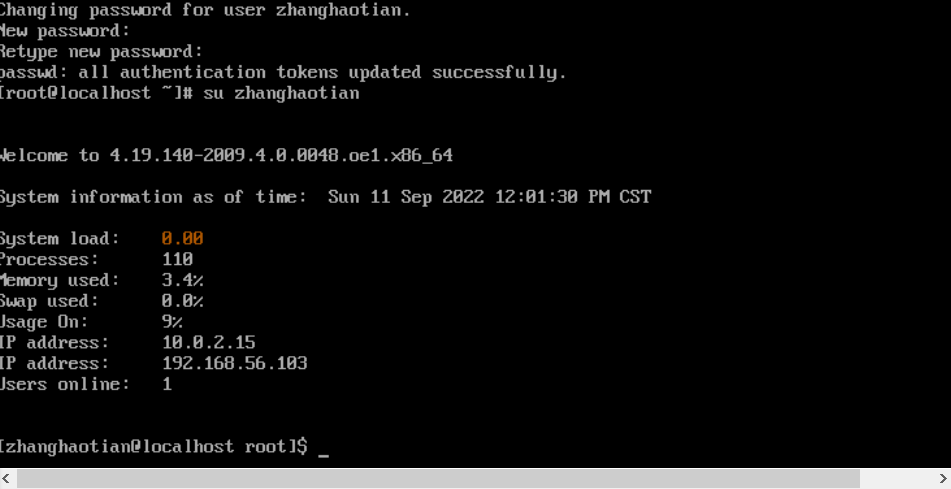 Changing password for user zhanghaotian.
New password:
Retype new password:
passwd: all authentication tokens updated successfully.
[root@localhost ~]# su zhanghaotian
Welcome to 4.19.140-2009.4.0.0048.oe1.x86_64
System information as of time:  Sun 11 Sep 2022 12:01:30 PM CST
System load:    0.00
Processes:      110
Memory used:    3.4%
Swap used:      0.0%
Usage On:       9%
IP address:     10.0.2.15
IP address:     192.168.56.103
Users online:   1
[zhanghaotian@localhost root]$ _